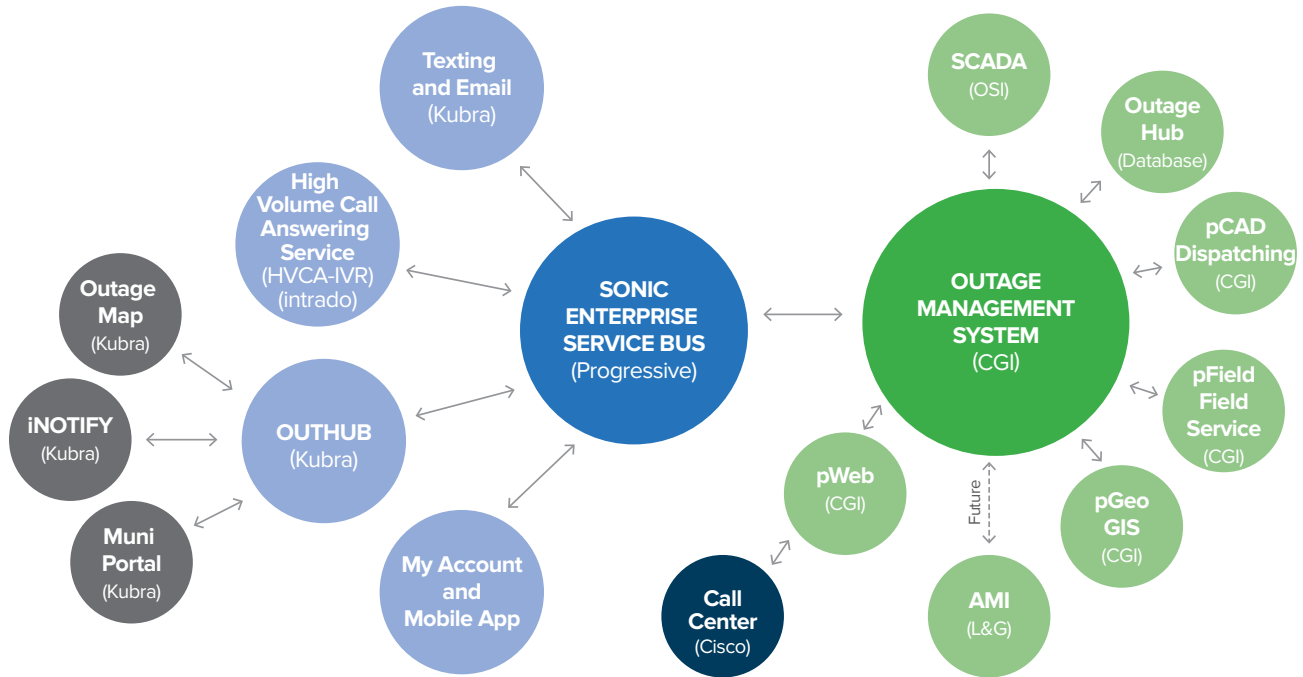 Texting
and Email
(Kubra)
High
Volume Call
Answering
Service
(HVCA-IVR)
(intrado)
Outage
Map
(Kubra)
iNOTIFY
(Kubra)
Muni
Portal
(Kubra)
OUTHUB
(Kubra)
My Account
and
Mobile App
SONIC
ENTERPRISE
SERVICE BUS
(Progressive)
OUTAGE
MANAGEMENT
SYSTEM
(CGI)
SCADA
(OSI)
Outage
Hub
(Database)
pCAD
Dispatching
(CGI)
pField
Field
Service
(CGI)
pGeo
GIS
(CGI)
Future
AMI
(L&G)
pWeb
(CGI)
Call
Center
(Cisco)